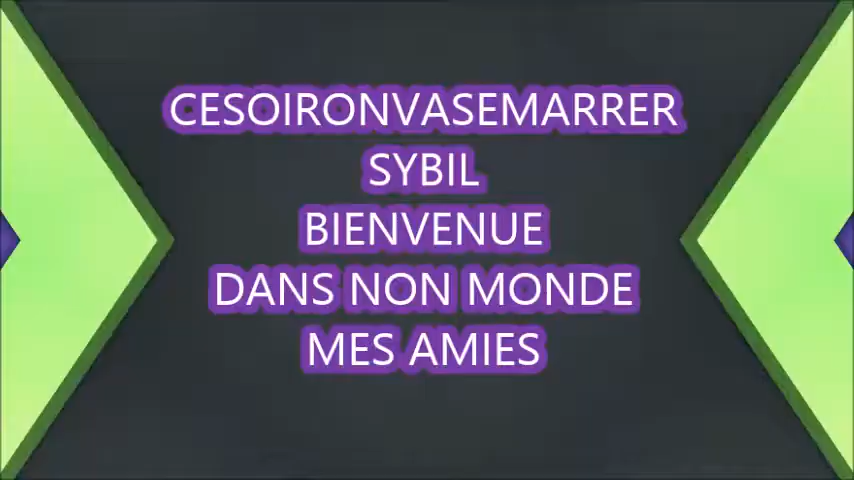 CESOIRONVASEMARRER
SYBIL
BIENVENUE
DANS NON MONDE
MES AMIES